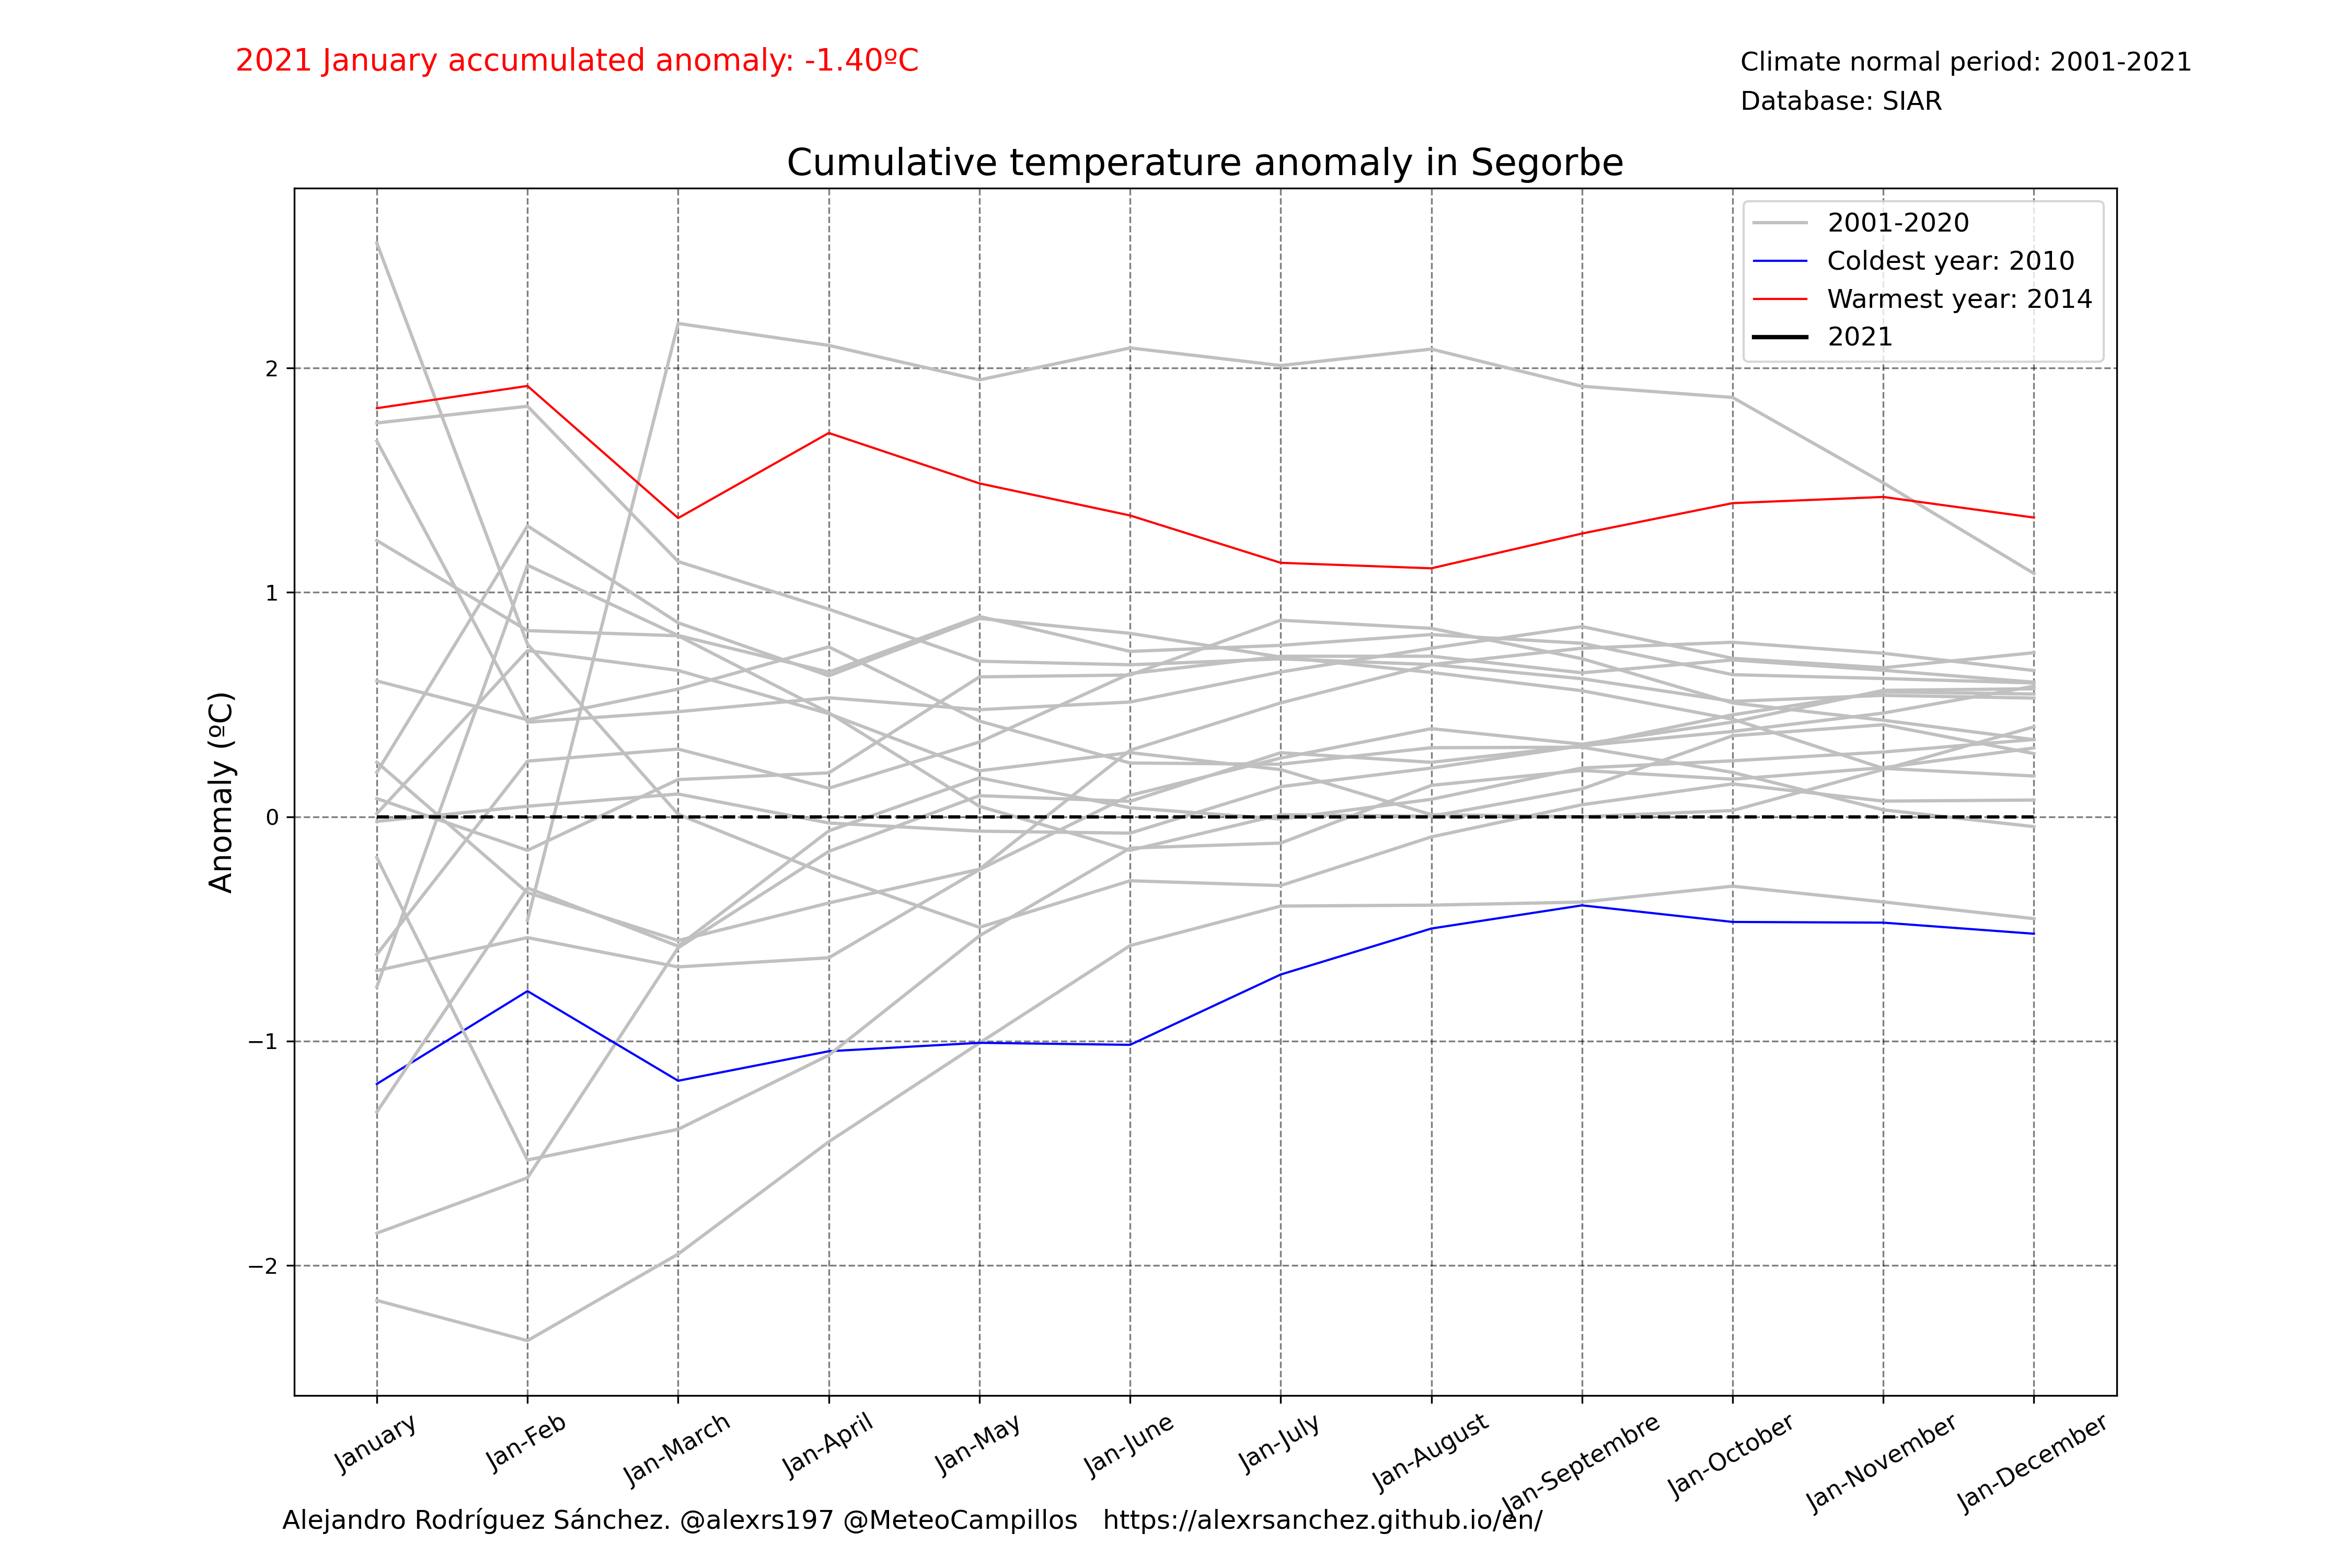 2021 January accumulated anomaly: -1.40ºC
Climate normal period: 2001-2021
Database: SIAR
Cumulative temperature anomaly in Segorbe
2001-2020
Coldest year: 2010
Warmest year: 2014
2021
Anomaly (ºC)
2
1
0
−1
−2
January
Jan-Feb
Jan-March
Jan-April
Jan-May
Jan-June
Jan-July
Jan-August
Jan-Septembre
Jan-October
Jan-November
Jan-December
Alejandro Rodríguez Sánchez. @alexrs197 @MeteoCampillos   https://alexrsanchez.github.io/en/